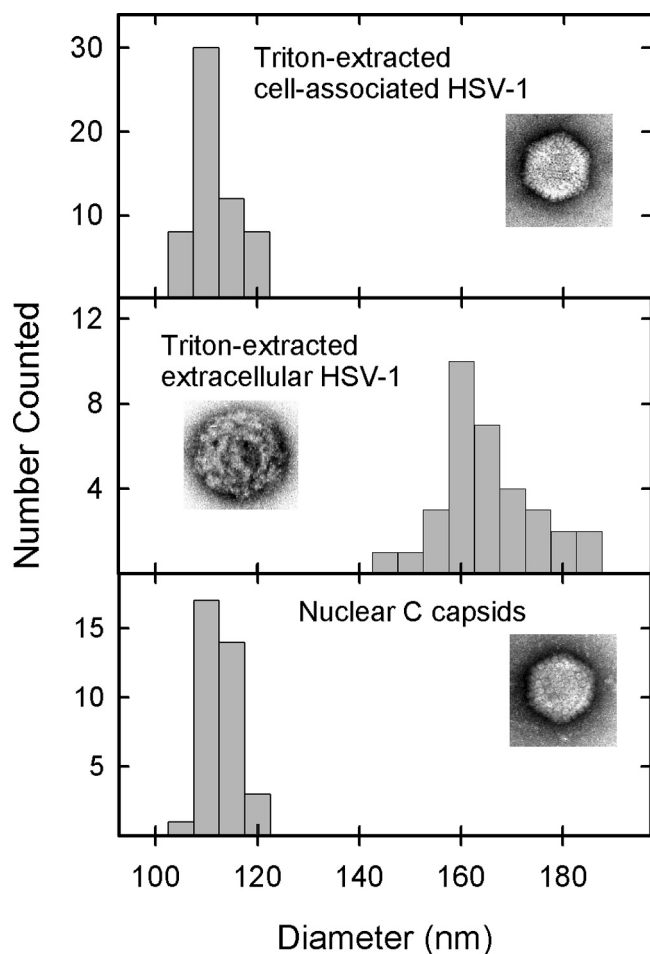 30
20
10
Triton-extracted
cell-associated HSV-1
12
8
4
Triton-extracted
extracellular HSV-1
15
10
5
Nuclear C capsids
Number Counted
100 120 140 160 180
Diameter (nm)